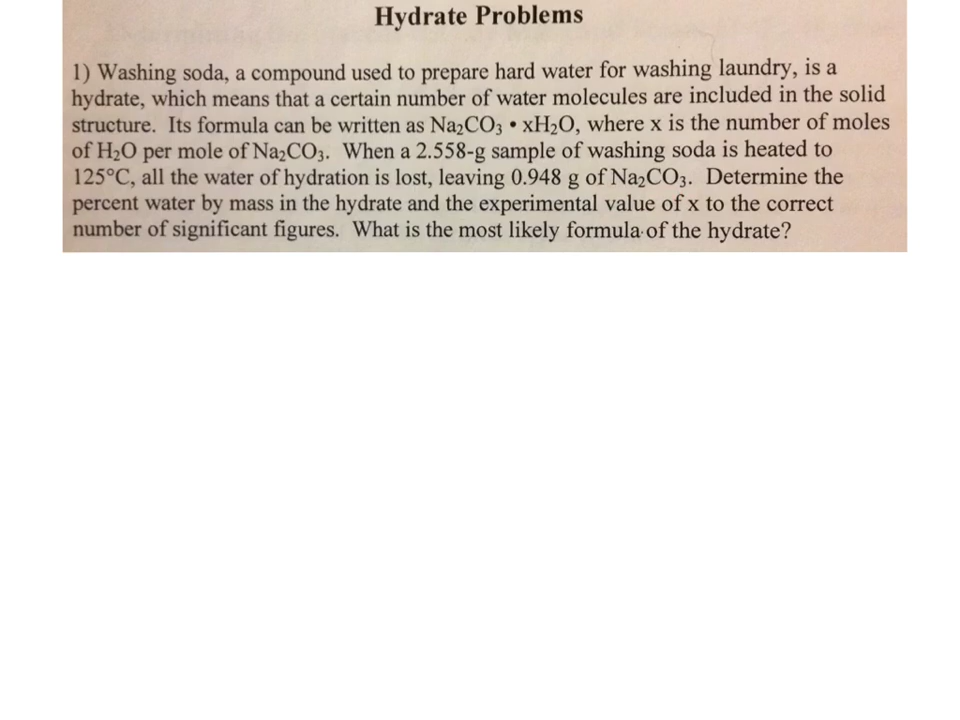 Hydrate Problems
1) Washing soda, a compound used to prepare hard water for washing laundry, is a
hydrate, which means that a certain number of water molecules are included in the solid
structure. Its formula can be written as Na₂CO₃ • xH₂O, where x is the number of moles
of H₂O per mole of Na₂CO₃. When a 2.558-g sample of washing soda is heated to
125°C, all the water of hydration is lost, leaving 0.948 g of Na₂CO₃. Determine the
percent water by mass in the hydrate and the experimental value of x to the correct
number of significant figures. What is the most likely formula of the hydrate?